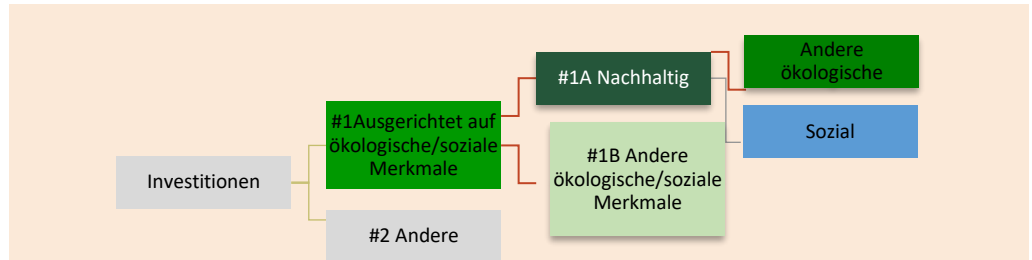 Investitionen
#1Ausgerichtet auf
ökologische/soziale
Merkmale
#2 Andere
#1A Nachhaltig
#1B Andere
ökologische/soziale
Merkmale
Andere
ökologische
Sozial